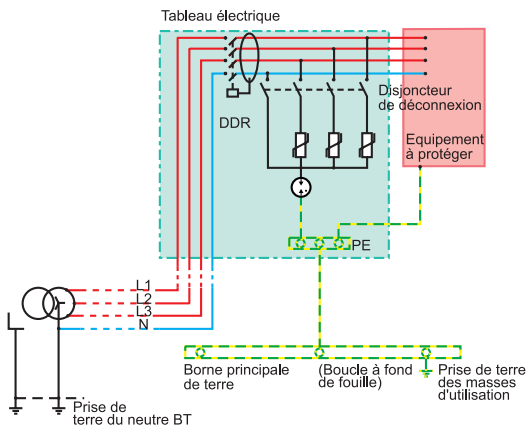 Tableau électrique
DDR
Disjoncteur
de déconnexion
Equipement
à protéger
PE
L1
L2
L3
N
Borne principale
de terre
(Boucle à fond
de fouille)
Prise de terre
des masses
d'utilisation
Prise de
terre du neutre BT